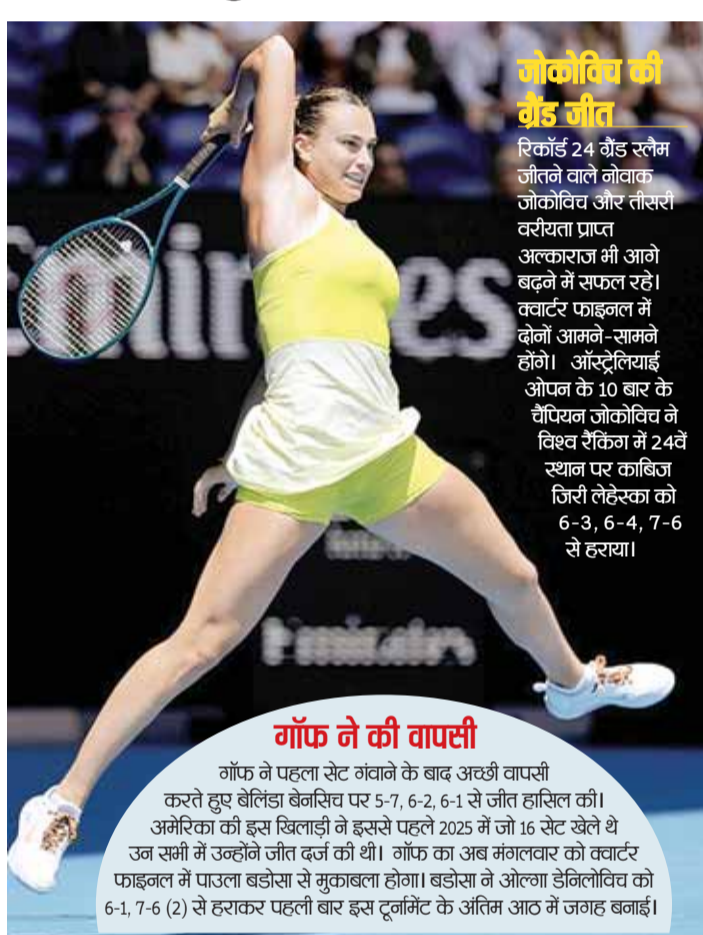 जोकोविच की
ग्रैंड जीत
रिकॉर्ड 24 ग्रैंड स्लैम
जीतने वाले नोवाक
जोकोविच और तीसरी
वरीयता प्राप्त
अल्काराज भी आगे
बढ़ने में सफल रहे।
क्वार्टर फाइनल में
दोनों आमने-सामने
होंगे। ऑस्ट्रेलियाई
ओपन के 10 बार के
चैंपियन जोकोविच ने
विश्व रैंकिंग में 24वें
स्थान पर काबिज
जिरी लेहेस्का को
6-3, 6-4, 7-6
से हराया।
Emirates
Emirates
गॉफ ने की वापसी
गॉफ ने पहला सेट गंवाने के बाद अच्छी वापसी
करते हुए बेलिंडा बेनसिच पर 5-7, 6-2, 6-1 से जीत हासिल की।
अमेरिका की इस खिलाड़ी ने इससे पहले 2025 में जो 16 सेट खेले थे
उन सभी में उन्होंने जीत दर्ज की थी। गॉफ का अब मंगलवार को क्वार्टर
फाइनल में पाउला बडोसा से मुकाबला होगा। बडोसा ने ओल्गा डेनिलोविच को
6-1, 7-6 (2) से हराकर पहली बार इस टूर्नामेंट के अंतिम आठ में जगह बनाई।